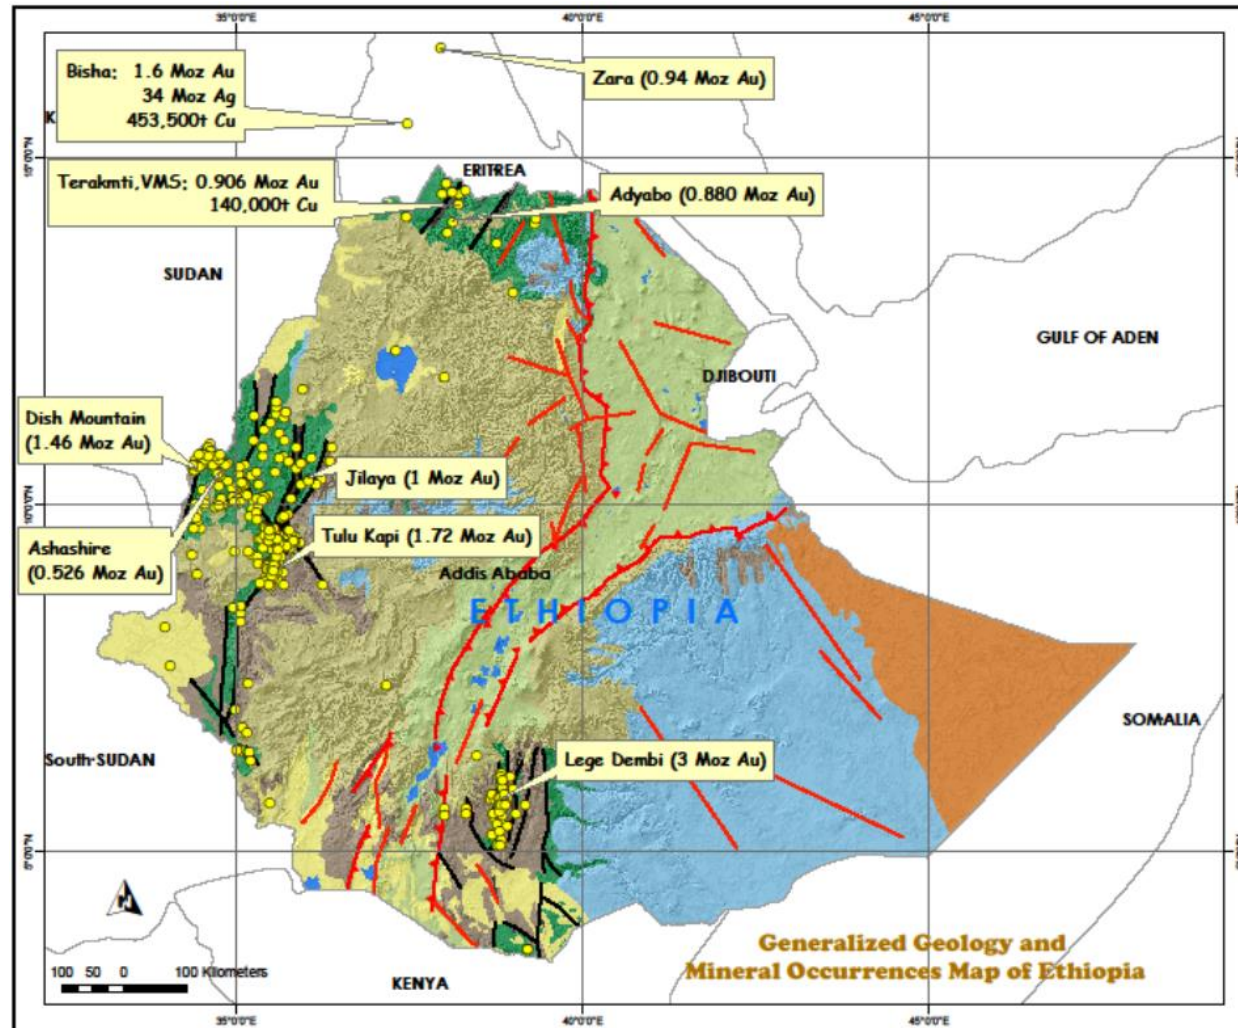 35°0'0"E
40°0'0"E
45°0'0"E
Bisha: 1.6 Moz Au
34 Moz Ag
453,500t Cu
Zara (0.94 Moz Au)
K
15°0'0"N
ERITREA
Terakmti,VMS: 0.906 Moz Au
140,000t Cu
Adyabo (0.880 Moz Au)
SUDAN
GULF OF ADEN
DJIBOUTI
Dish Mountain
(1.46 Moz Au)
Jilaya (1 Moz Au)
10°0'0"N
Tulu Kapi (1.72 Moz Au)
Ashashire
(0.526 Moz Au)
Addis Ababa
ETHIOPIA
SOMALIA
South-SUDAN
Lege Dembi (3 Moz Au)
5°0'0"N
Generalized Geology and
Mineral Occurrences Map of Ethiopia
100 50 0 100 Kilometers
KENYA
35°0'0"E
40°0'0"E
45°0'0"E